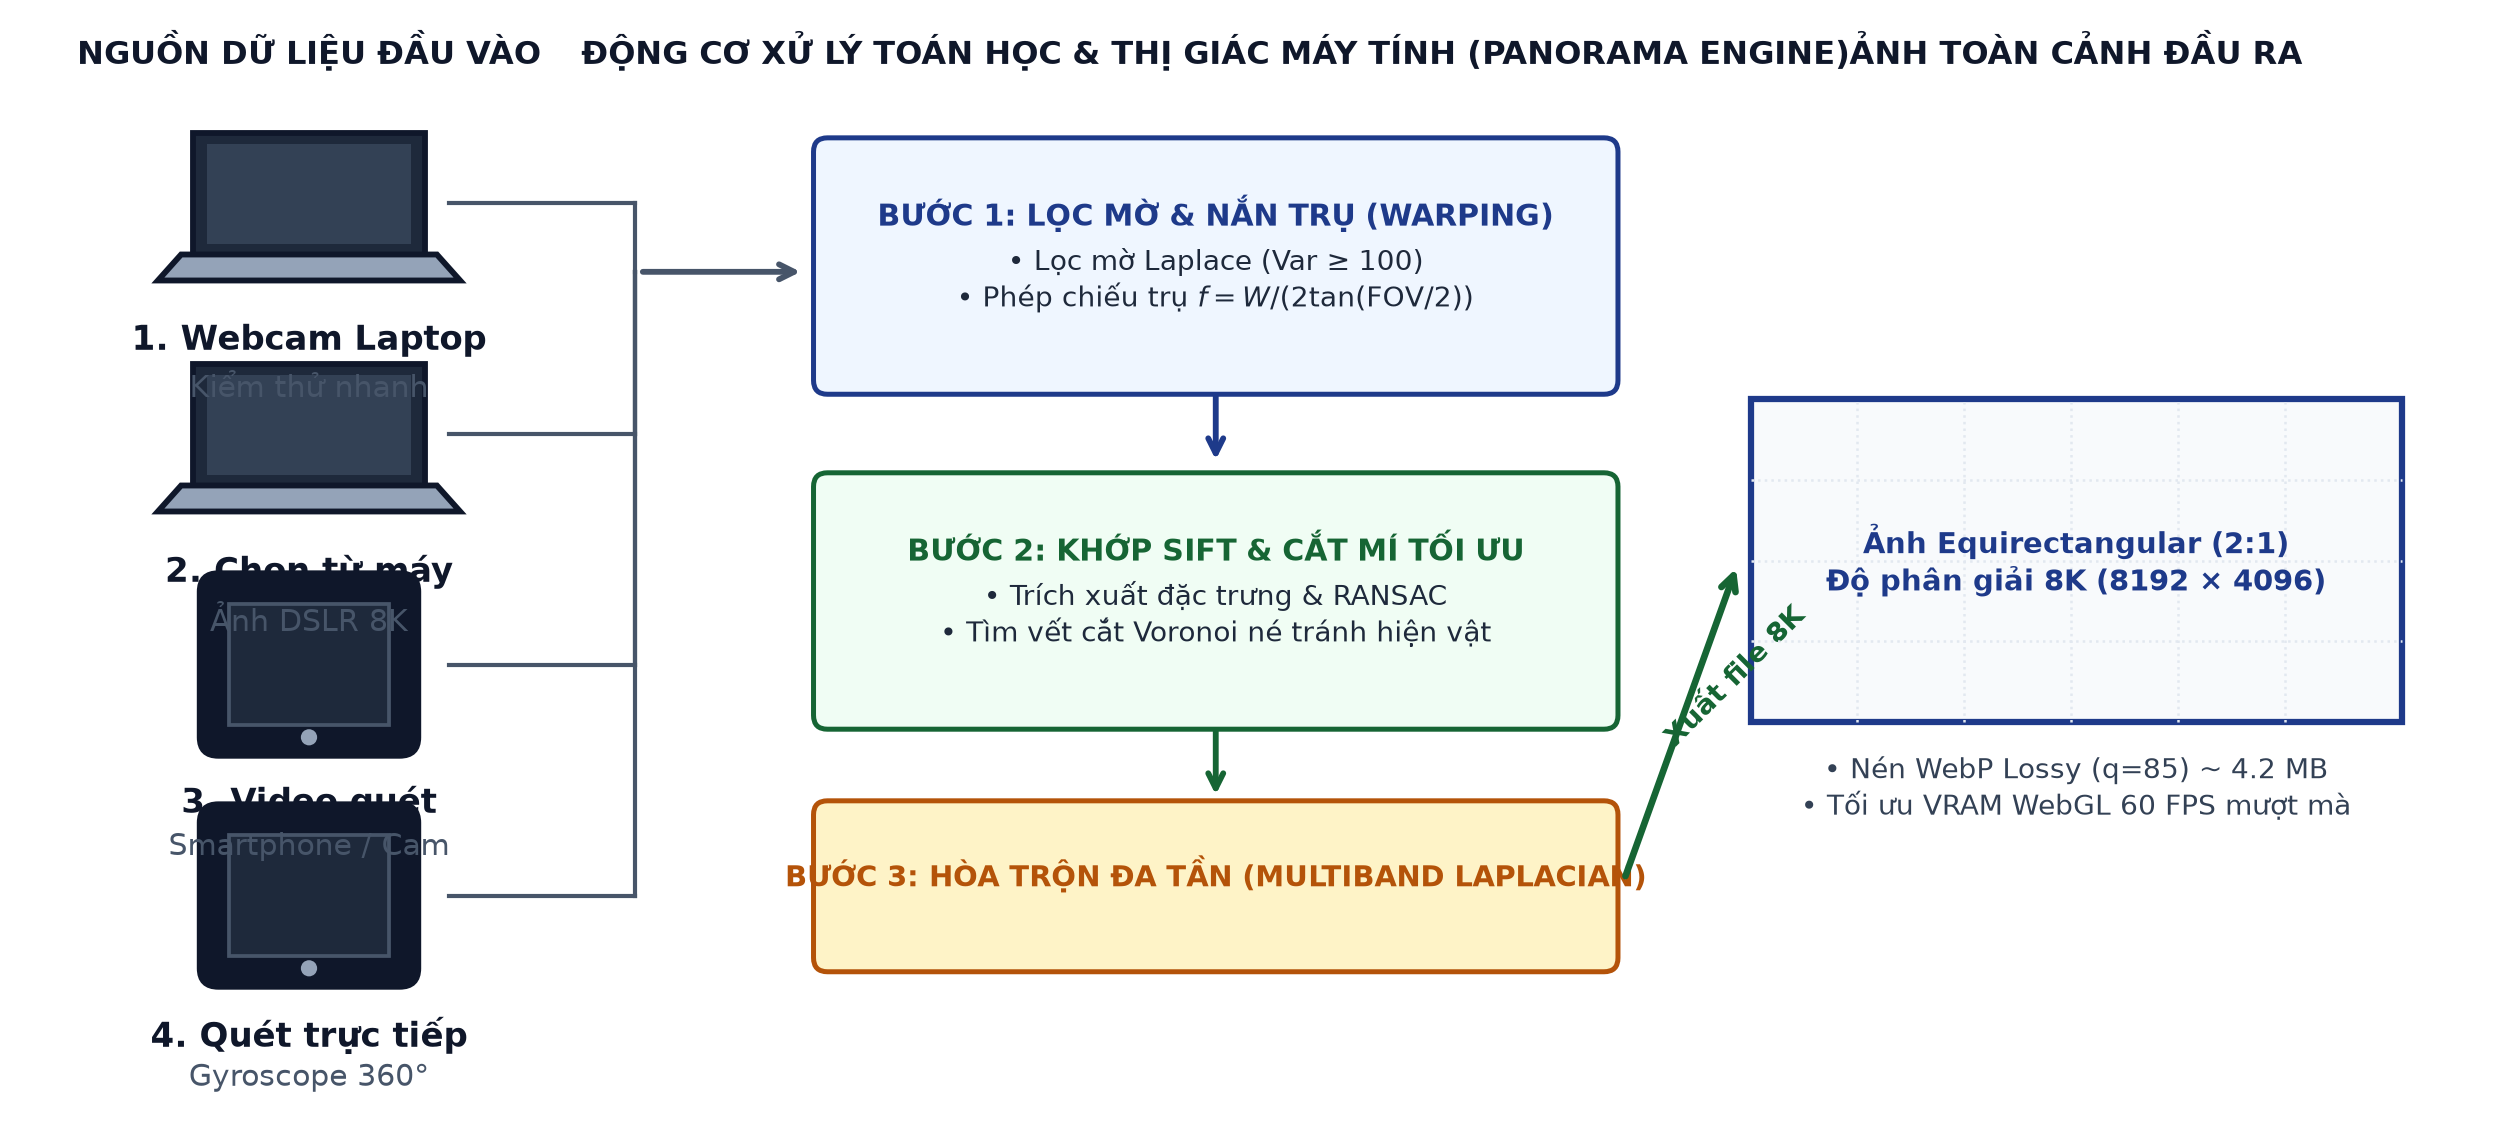 NGUỒN DỮ LIỆU ĐẦU VÀO
ĐỘNG CƠ XỬ LÝ TOÁN HỌC & THỊ GIÁC MÁY TÍNH (PANORAMA ENGINE)
ẢNH TOÀN CẢNH ĐẦU RA
1. Webcam Laptop
Kiểm thử nhanh
2. Chọn từ máy
Ảnh DSLR 8K
3. Video quét
Smartphone / Cam
4. Quét trực tiếp
Gyroscope 360°
BƯỚC 1: LỌC MỜ & NẮN TRỤ (WARPING)
• Lọc mờ Laplace (Var ≥ 100)
• Phép chiếu trụ f = W/(2tan(FOV/2))
BƯỚC 2: KHỚP SIFT & CẮT MÍ TỐI ƯU
• Trích xuất đặc trưng & RANSAC
• Tìm vết cắt Voronoi né tránh hiện vật
BƯỚC 3: HÒA TRỘN ĐA TẦN (MULTIBAND LAPLACIAN)
Xuất file 8K
Ảnh Equirectangular (2:1)
Độ phân giải 8K (8192 × 4096)
• Nén WebP Lossy (q=85) ~ 4.2 MB
• Tối ưu VRAM WebGL 60 FPS mượt mà